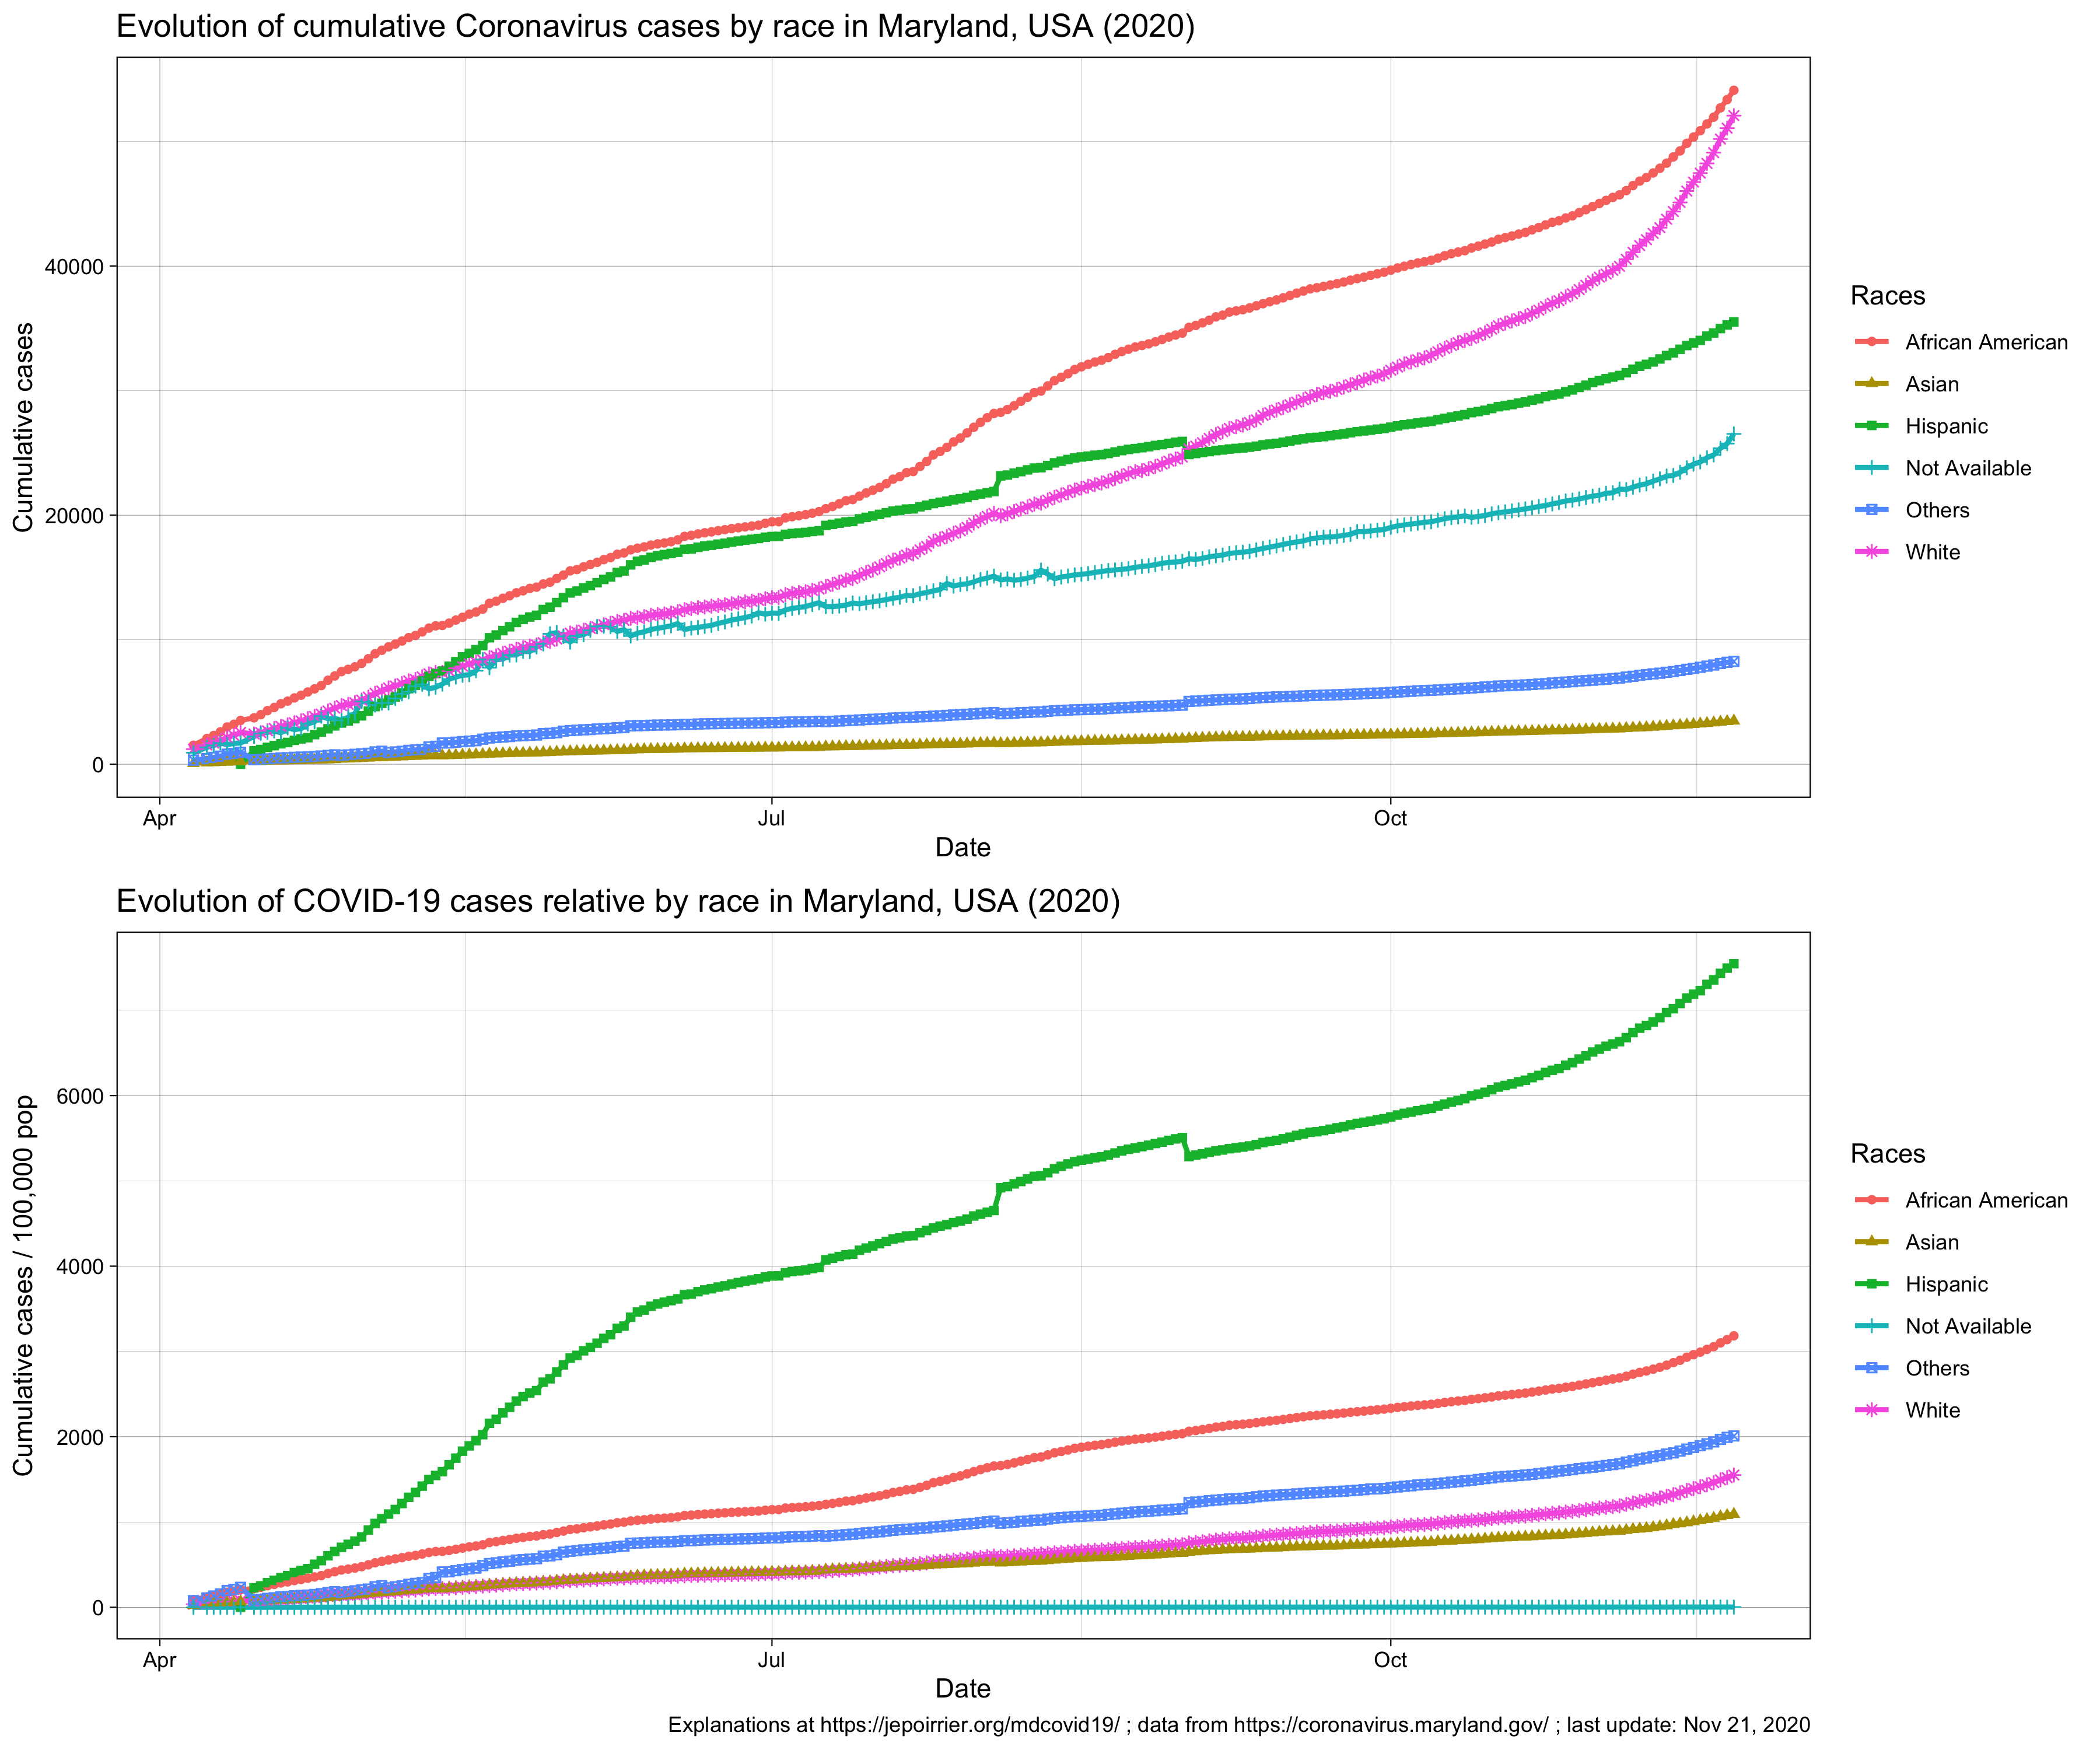 Evolution of cumulative Coronavirus cases by race in Maryland, USA (2020)
Cumulative cases
40000
20000
0
Apr
Jul
Oct
Date
Races
African American
Asian
Hispanic
Not Available
Others
White
Evolution of COVID-19 cases relative by race in Maryland, USA (2020)
Cumulative cases / 100,000 pop
6000
4000
2000
0
Apr
Jul
Oct
Date
Races
African American
Asian
Hispanic
Not Available
Others
White
Explanations at https://jepoirrier.org/mdcovid19/ ; data from https://coronavirus.maryland.gov/ ; last update: Nov 21, 2020